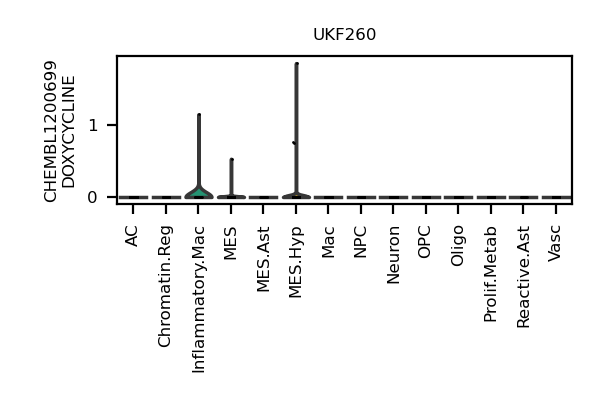 UKF260
CHEMBL1200699
DOXYCYCLINE
1
0
AC
Chromatin.Reg
Inflammatory.Mac
MES
MES.Ast
MES.Hyp
Mac
NPC
Neuron
OPC
Oligo
Prolif.Metab
Reactive.Ast
Vasc